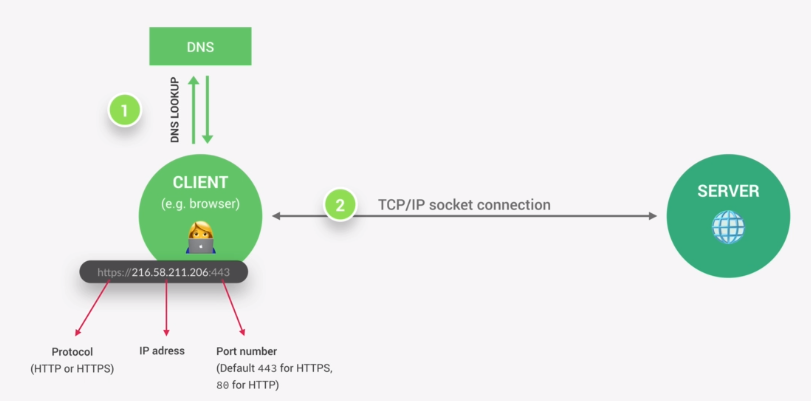 DNS
1
DNS LOOKUP
CLIENT
(e.g. browser)
2
TCP/IP socket connection
SERVER
https://216.58.211.206:443
Protocol
(HTTP or HTTPS)
IP adress
Port number
(Default 443 for HTTPS,
80 for HTTP)